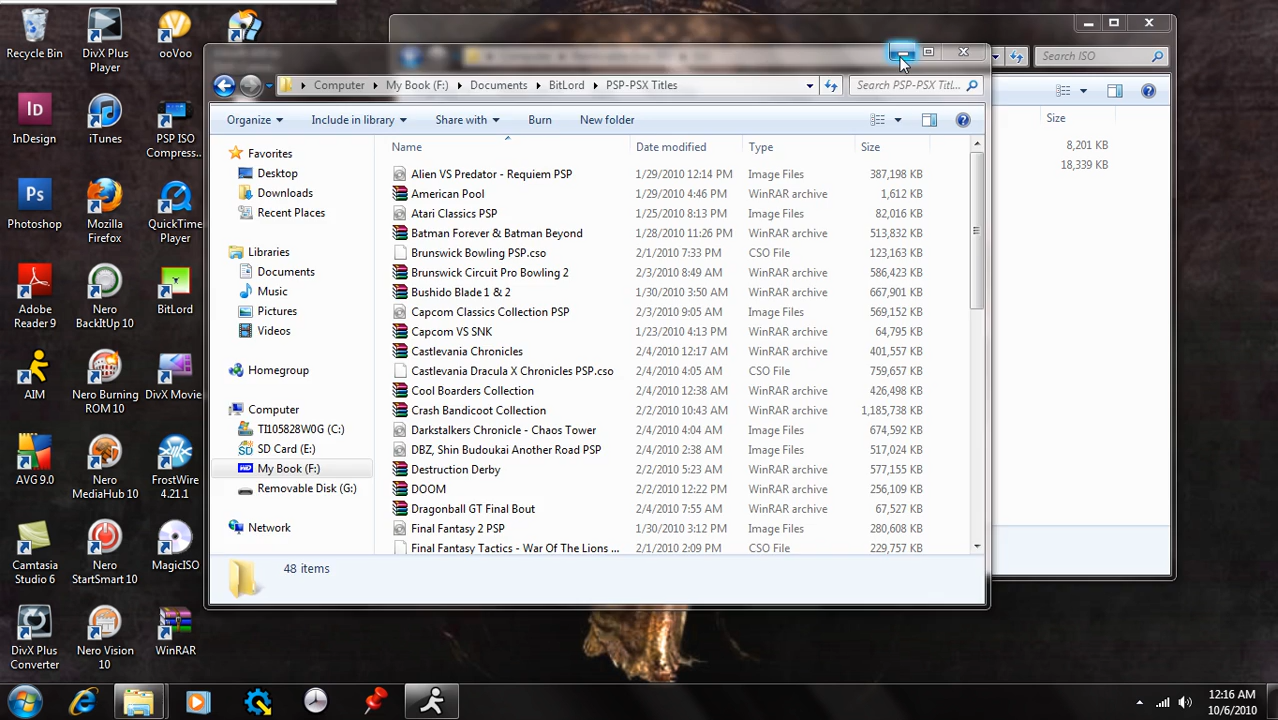 Recycle Bin
DivX Plus Player
ooVoo
InDesign
iTunes
PSP ISO Compress...
Photoshop
Mozilla Firefox
QuickTime Player
Adobe Reader 9
Nero BackItUp 10
BitLord
AIM
Nero Burning ROM 10
DivX Movie
AVG 9.0
Nero MediaHub 10
FrostWire 4.21.1
Camtasia Studio 6
Nero StartSmart 10
MagicISO
DivX Plus Converter
Nero Vision 10
WinRAR
Search ISO
Size
8,201 KB
18,339 KB
Computer My Book (F:) Documents BitLord PSP-PSX Titles
Search PSP-PSX Titl...
Organize Include in library Share with Burn New folder
Favorites
Desktop
Downloads
Recent Places
Libraries
Documents
Music
Pictures
Videos
Homegroup
Computer
TI105828W0G (C:)
SD Card (E:)
My Book (F:)
Removable Disk (G:)
Network
Name Date modified Type Size
Alien VS Predator - Requiem PSP 1/29/2010 12:14 PM Image Files 387,198 KB
American Pool 1/29/2010 4:46 PM WinRAR archive 1,612 KB
Atari Classics PSP 1/25/2010 8:13 PM Image Files 82,016 KB
Batman Forever & Batman Beyond 1/28/2010 11:26 PM WinRAR archive 513,832 KB
Brunswick Bowling PSP.cso 2/1/2010 7:33 PM CSO File 123,163 KB
Brunswick Circuit Pro Bowling 2 2/3/2010 8:49 AM WinRAR archive 586,423 KB
Bushido Blade 1 & 2 1/30/2010 3:50 AM WinRAR archive 667,901 KB
Capcom Classics Collection PSP 2/3/2010 9:05 AM Image Files 569,152 KB
Capcom VS SNK 1/23/2010 4:13 PM WinRAR archive 64,795 KB
Castlevania Chronicles 2/4/2010 12:17 AM WinRAR archive 401,557 KB
Castlevania Dracula X Chronicles PSP.cso 2/4/2010 4:05 AM CSO File 759,657 KB
Cool Boarders Collection 2/4/2010 12:38 AM WinRAR archive 426,498 KB
Crash Bandicoot Collection 2/2/2010 10:43 AM WinRAR archive 1,185,738 KB
Darkstalkers Chronicle - Chaos Tower 2/4/2010 4:04 AM Image Files 674,592 KB
DBZ, Shin Budoukai Another Road PSP 2/4/2010 2:38 AM Image Files 517,024 KB
Destruction Derby 2/2/2010 5:23 AM WinRAR archive 577,155 KB
DOOM 2/2/2010 12:22 PM WinRAR archive 256,109 KB
Dragonball GT Final Bout 2/4/2010 7:55 AM WinRAR archive 67,527 KB
Final Fantasy 2 PSP 1/30/2010 3:12 PM Image Files 280,608 KB
Final Fantasy Tactics - War Of The Lions ... 2/1/2010 2:09 PM CSO File 229,757 KB
48 items
12:16 AM
10/6/2010